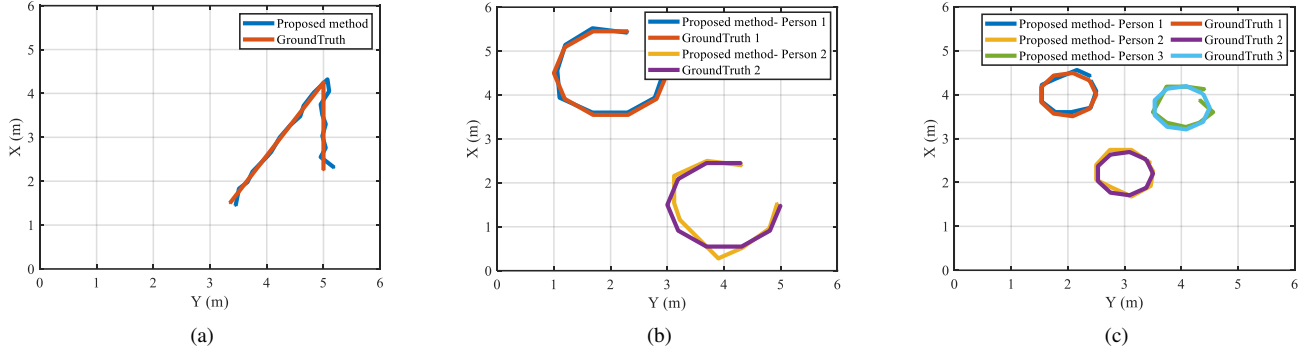 6
5
4
3
2
1
0
X (m)
0 1 2 3 4 5 6
Y (m)
Proposed method
GroundTruth
(a)
6
5
4
3
2
1
0
X (m)
0 1 2 3 4 5 6
Y (m)
Proposed method- Person 1
GroundTruth 1
Proposed method- Person 2
GroundTruth 2
(b)
6
5
4
3
2
1
0
X (m)
0 1 2 3 4 5 6
Y (m)
Proposed method- Person 1 GroundTruth 1
Proposed method- Person 2 GroundTruth 2
Proposed method- Person 3 GroundTruth 3
(c)